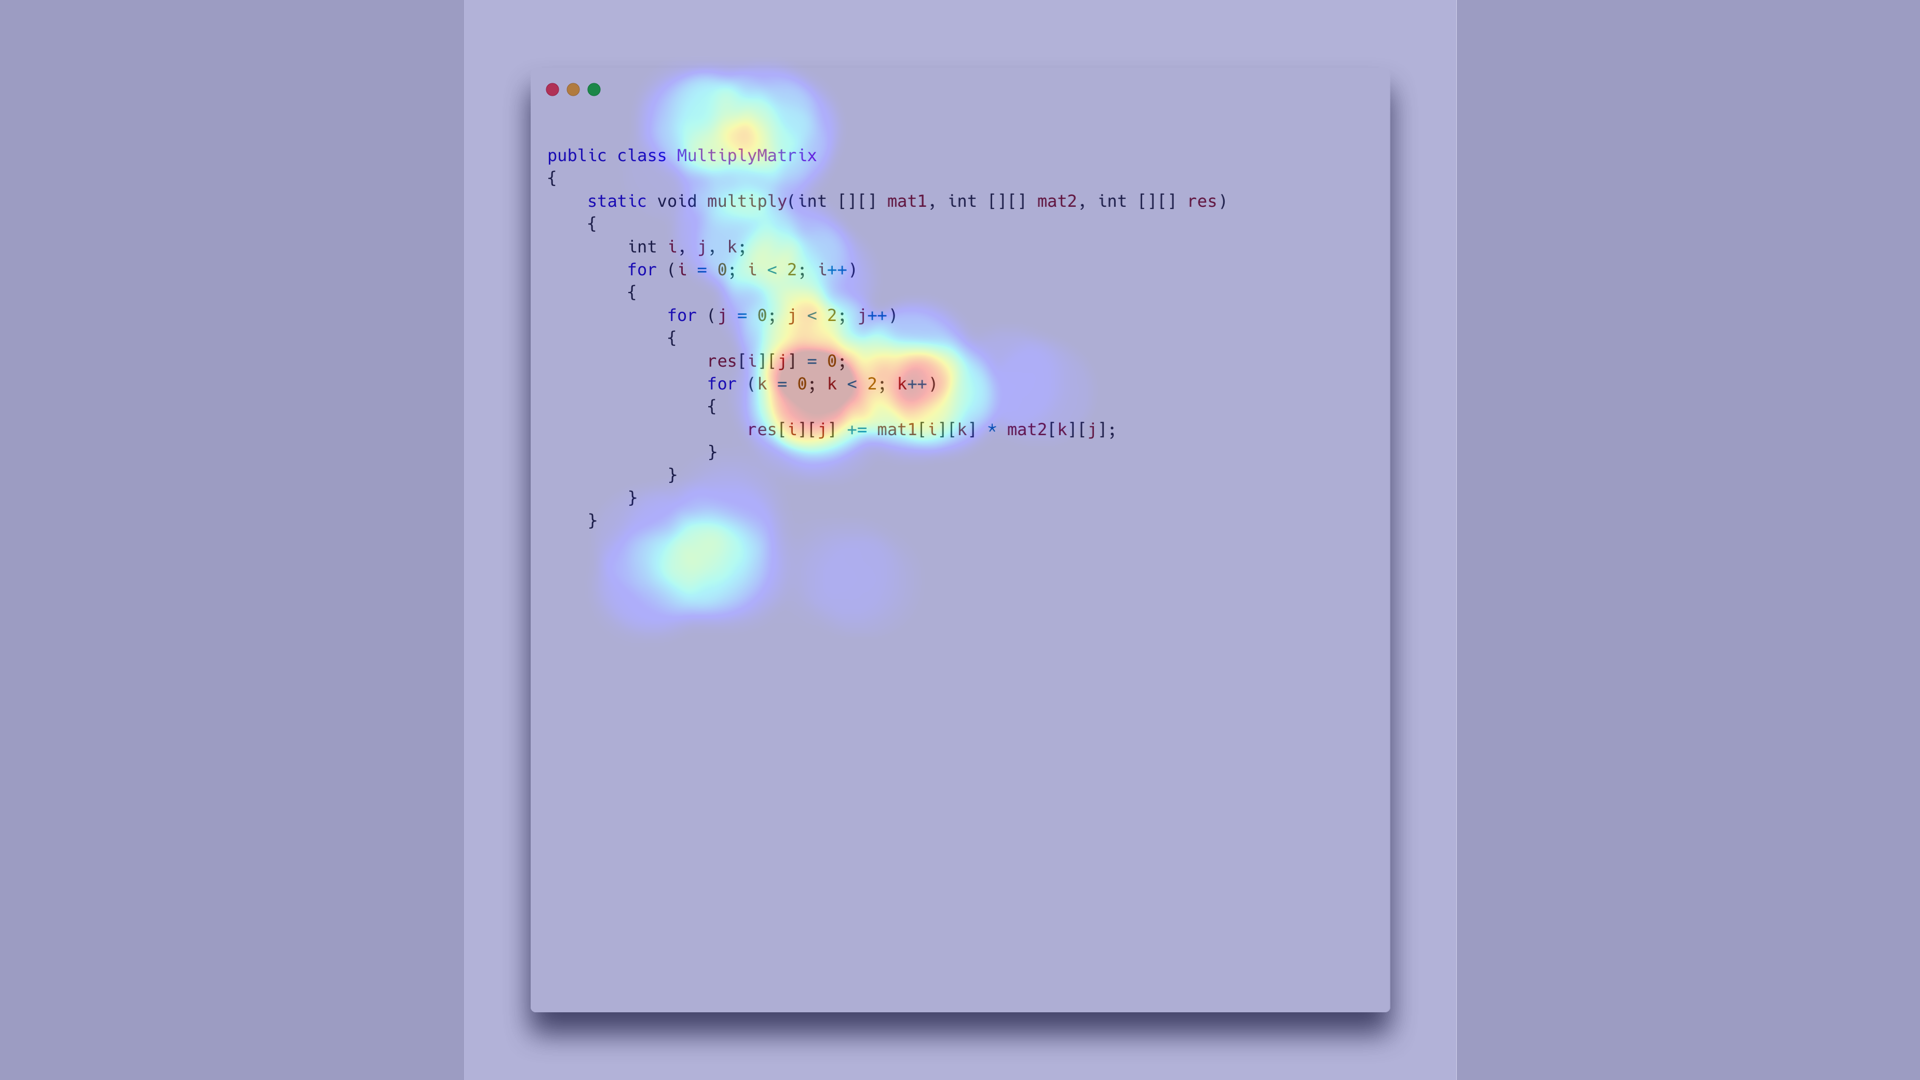 public class MultiplyMatrix
{
    static void multiply(int [][] mat1, int [][] mat2, int [][] res)
    {
        int i, j, k;
        for (i = 0; i < 2; i++)
        {
            for (j = 0; j < 2; j++)
            {
                res[i][j] = 0;
                for (k = 0; k < 2; k++)
                {
                    res[i][j] += mat1[i][k] * mat2[k][j];
                }
            }
        }
    }